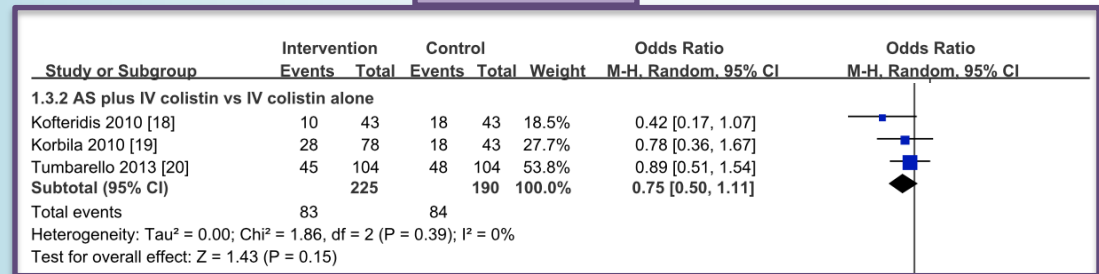 Intervention Control Odds Ratio Odds Ratio
Study or Subgroup Events Total Events Total Weight M-H, Random, 95% CI M-H, Random, 95% CI
1.3.2 AS plus IV colistin vs IV colistin alone
Kofteridis 2010 [18] 10 43 18 43 18.5% 0.42 [0.17, 1.07]
Korbila 2010 [19] 28 78 18 43 27.7% 0.78 [0.36, 1.67]
Tumbarello 2013 [20] 45 104 48 104 53.8% 0.89 [0.51, 1.54]
Subtotal (95% CI) 225 190 100.0% 0.75 [0.50, 1.11]
Total events 83 84
Heterogeneity: Tau² = 0.00; Chi² = 1.86, df = 2 (P = 0.39); I² = 0%
Test for overall effect: Z = 1.43 (P = 0.15)